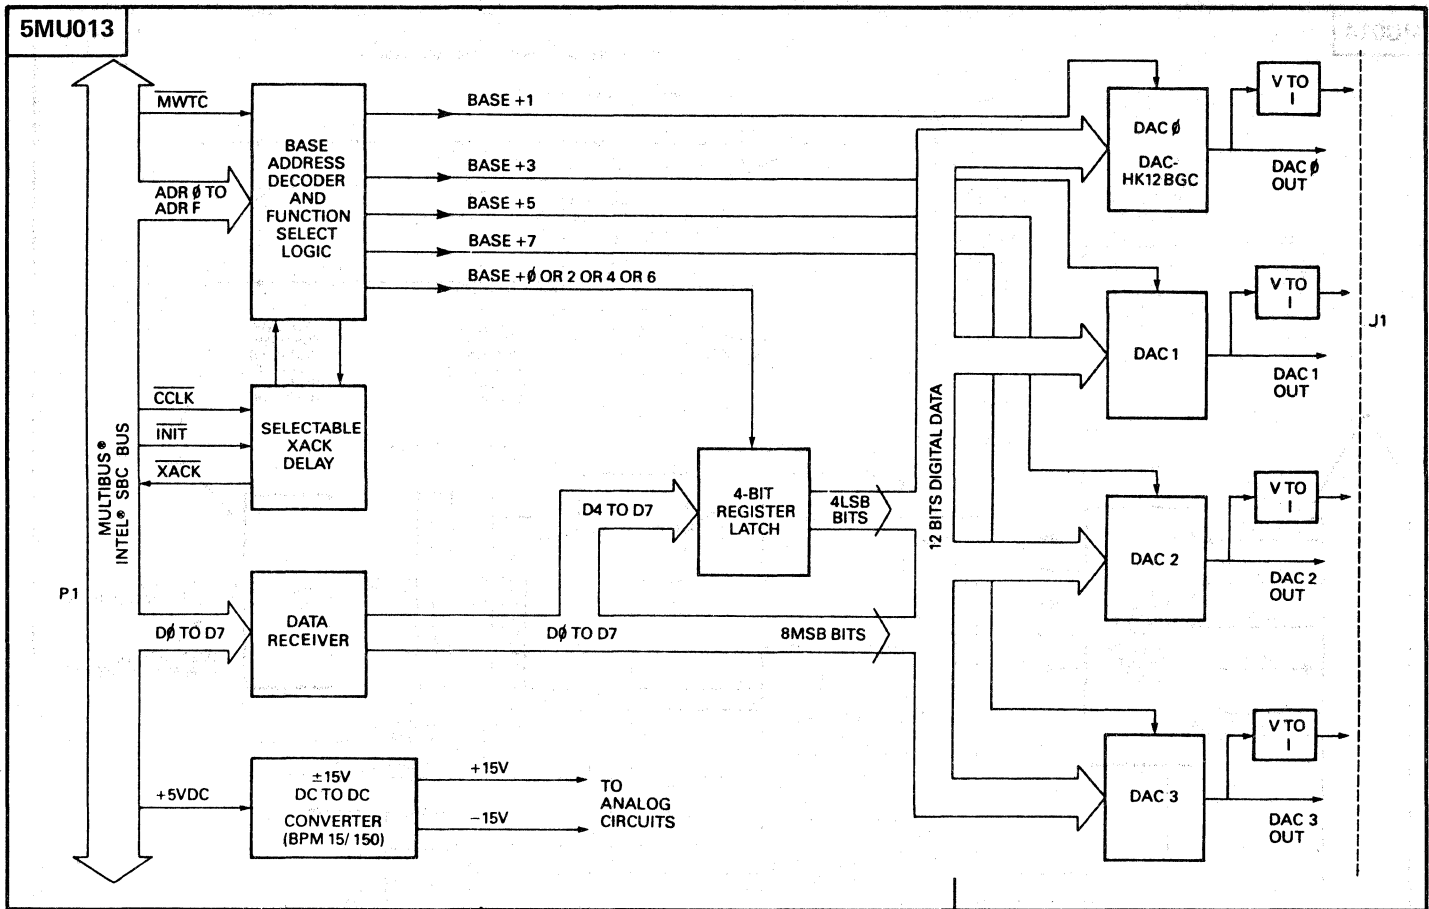 5MU013
MWTC
ADR Ø TO
ADR F
BASE
ADDRESS
DECODER
AND
FUNCTION
SELECT
LOGIC
BASE +1
BASE +3
BASE +5
BASE +7
BASE +Ø OR 2 OR 4 OR 6
CCLK
INIT
XACK
SELECTABLE
XACK
DELAY
MULTIBUS®
INTEL® SBC BUS
P1
DØ TO D7
DATA
RECEIVER
DØ TO D7
D4 TO D7
4-BIT
REGISTER
LATCH
4LSB
BITS
8MSB BITS
12 BITS DIGITAL DATA
+5VDC
±15V
DC TO DC
CONVERTER
(BPM 15/150)
+15V
-15V
TO
ANALOG
CIRCUITS
DAC Ø
DAC-
HK12 BGC
V TO
I
DAC Ø
OUT
DAC 1
V TO
I
DAC 1
OUT
J1
DAC 2
V TO
I
DAC 2
OUT
DAC 3
V TO
I
DAC 3
OUT